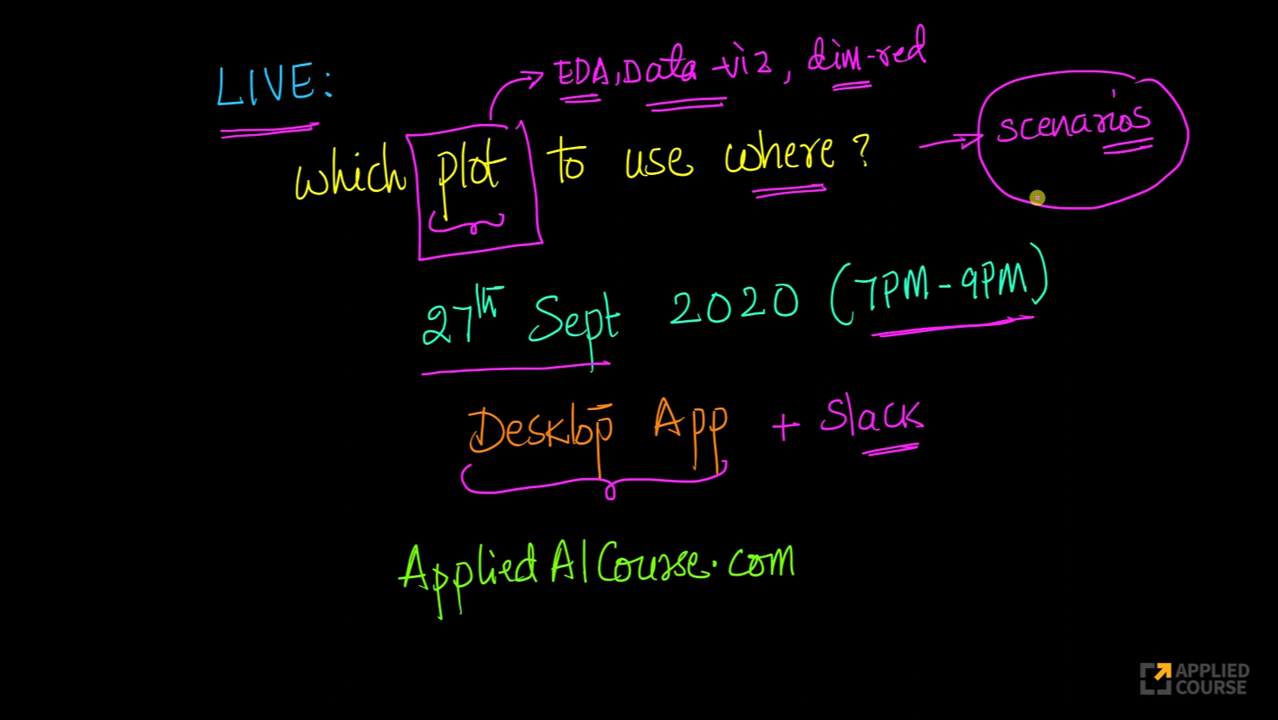 LIVE:
EDA, Data-viz, dim-red
which plot to use where?
scenarios
27th Sept 2020 (7PM-9PM)
Desktop App + Slack
AppliedAICourse.com
APPLIED
COURSE